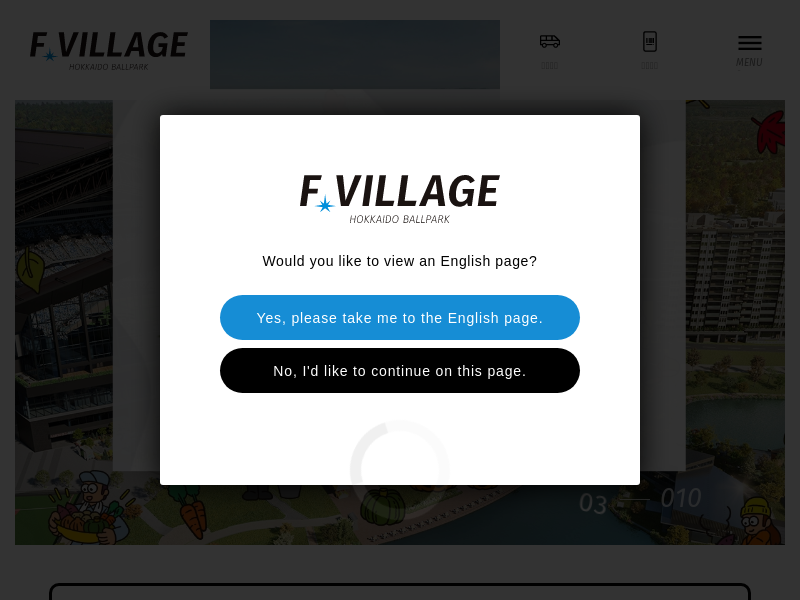 F VILLAGE
HOKKAIDO BALLPARK
MENU
F VILLAGE
HOKKAIDO BALLPARK
Would you like to view an English page?
Yes, please take me to the English page.
No, I'd like to continue on this page.
03 010